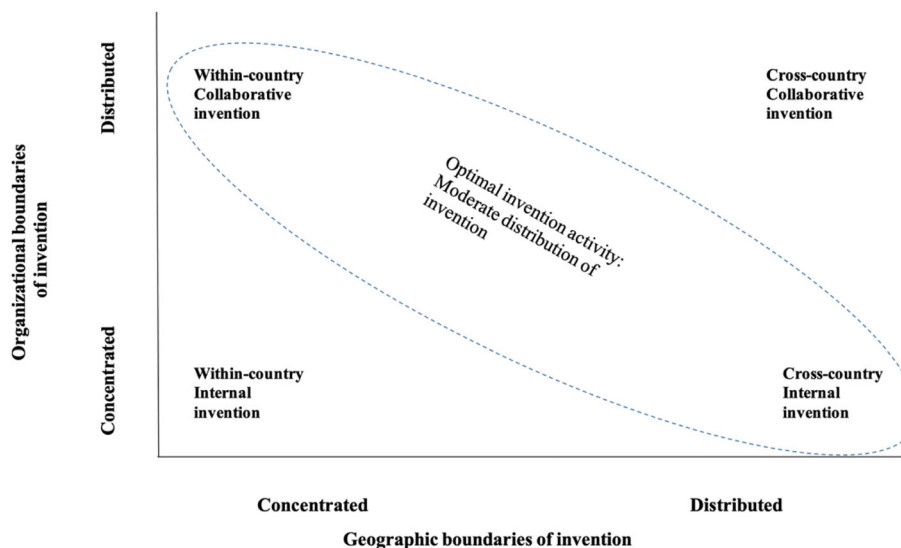 Organizational boundaries
of invention
Distributed
Concentrated
Within-country
Collaborative
invention
Cross-country
Collaborative
invention
Optimal invention activity:
Moderate distribution of
invention
Within-country
Internal
invention
Cross-country
Internal
invention
Concentrated
Distributed
Geographic boundaries of invention